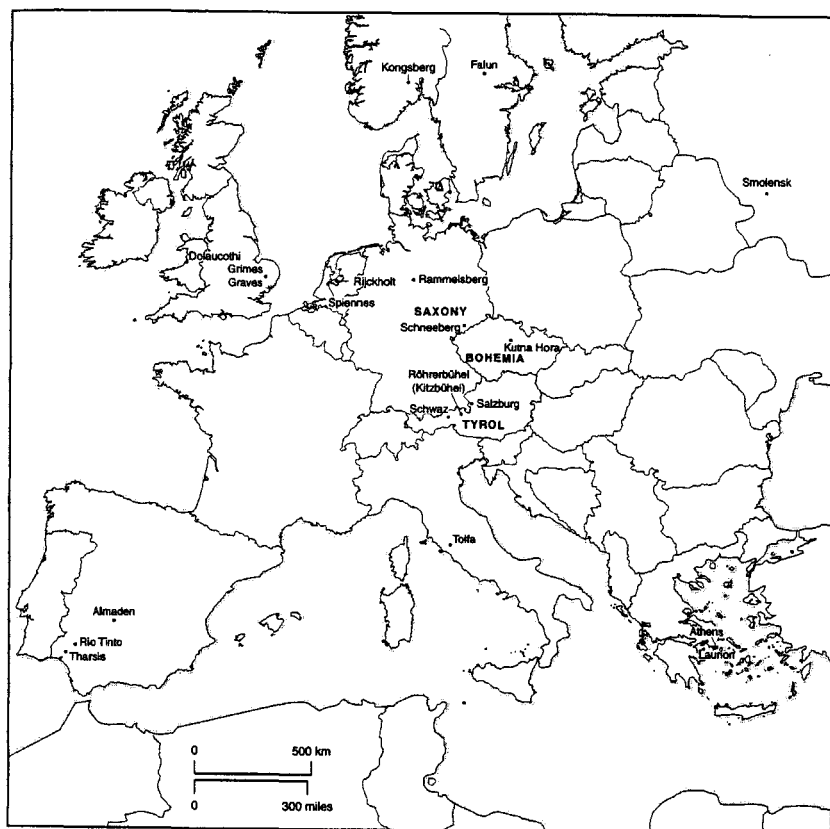 Kongsberg
Falun
Smolensk
Dolaucothi
Grimes
Graves
Rijckholt
Spiennes
Rammelsberg
SAXONY
Schneeberg
Kutna Hora
BOHEMIA
Röhrerbühel
(Kitzbühel)
Salzburg
Schwaz
TYROL
Tolfa
Almaden
Rio Tinto
Tharsis
Athens
Laurion
0 500 km
0 300 miles